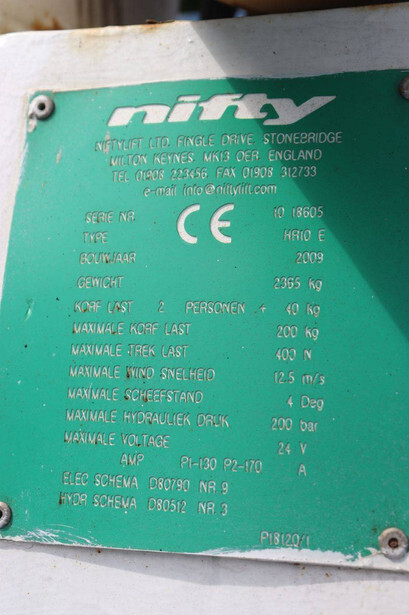 nifty
NIFTYLIFT LTD, FINGLE DRIVE, STONEBRIDGE
MILTON KEYNES, MK13 OER, ENGLAND
TEL 01908 223456, FAX 01908 312733
e-mail info@niftylift.com
CE
SERIE NR 10 18605
TYPE HR10 E
BOUWJAAR 2009
GEWICHT 2365 kg
KORF LAST 2 PERSONEN + 40 kg
MAXIMALE KORF LAST 200 kg
MAXIMALE TREK LAST 400 N
MAXIMALE WIND SNELHEID 12.5 m/s
MAXIMALE SCHEEFSTAND 4 Deg
MAXIMALE HYDRAULIEK DRUK 200 bar
MAXIMALE VOLTAGE 24 V
AMP P1-130 P2-170 A
ELEC SCHEMA D80790 NR 9
HYDR SCHEMA D80512 NR 3
P18120/1